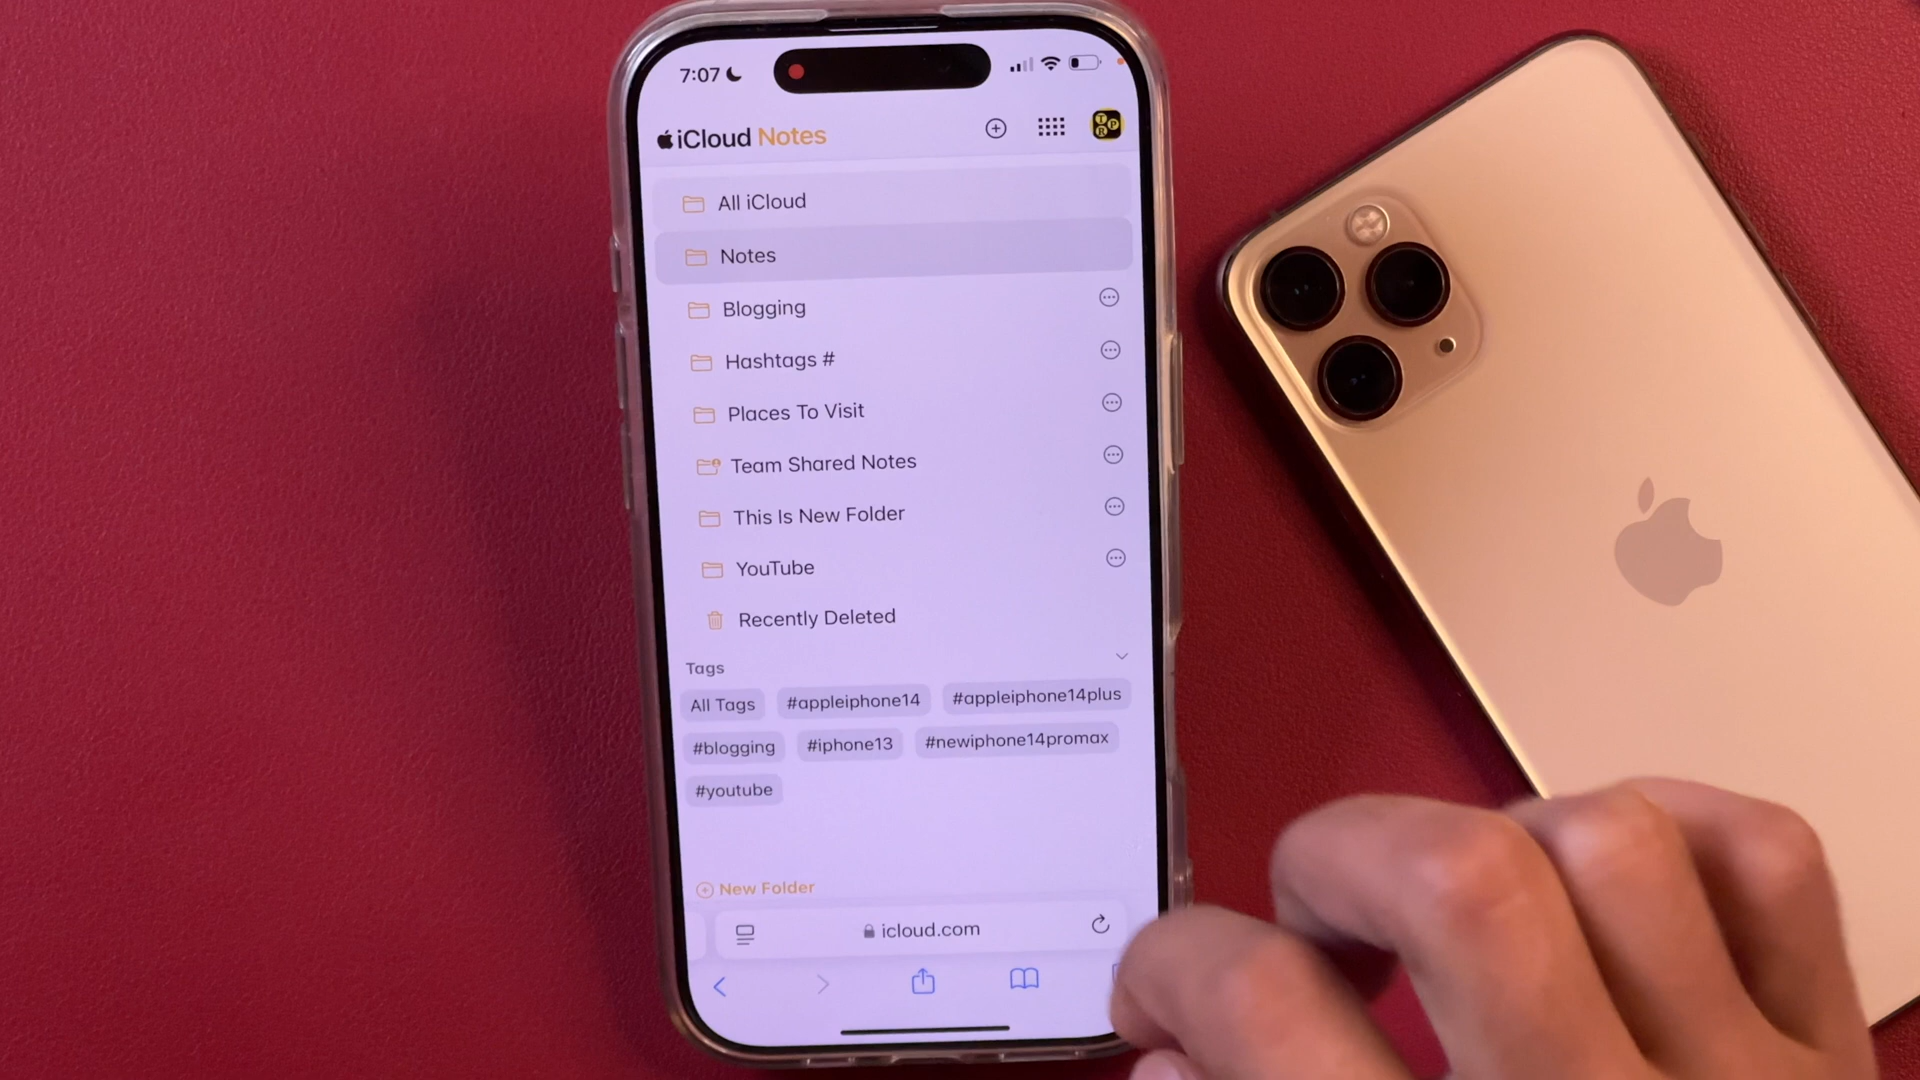 7:07
iCloud Notes
All iCloud
Notes
Blogging
Hashtags #
Places To Visit
Team Shared Notes
This Is New Folder
YouTube
Recently Deleted
Tags
All Tags #appleiphone14 #appleiphone14plus
#blogging #iphone13 #newiphone14promax
#youtube
New Folder
icloud.com